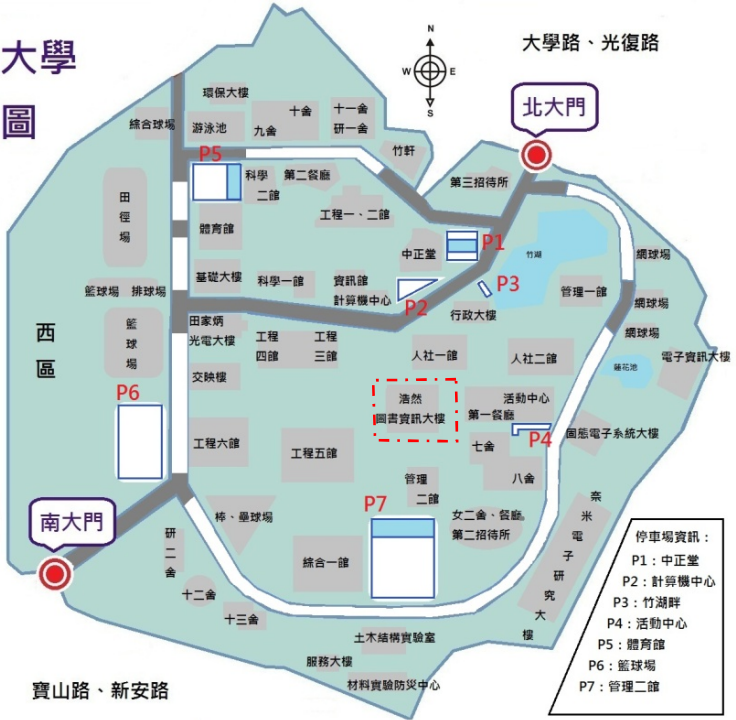 大學
圖
N
W
E
S
大學路、光復路
北大門
環保大樓
綜合球場
游泳池
九舍
十舍
十一舍
研一舍
竹軒
P5
科學
二館
第二餐廳
第三招待所
田
徑
場
體育館
工程一、二館
中正堂
P1
竹湖
網球場
籃球場
排球場
基礎大樓
科學一館
資訊館
計算機中心
P2
P3
管理一館
網球場
行政大樓
西
區
籃
球
場
田家炳
光電大樓
工程
四館
工程
三館
人社一館
人社二館
網球場
蓮花池
電子資訊大樓
交映樓
P6
浩然
圖書資訊大樓
活動中心
第一餐廳
P4
固態電子系統大樓
工程六館
工程五館
七舍
八舍
管理
二館
P7
奈
米
電
子
研
究
大
樓
南大門
棒、壘球場
女二舍、餐廳
第二招待所
研
二
舍
綜合一館
十二舍
十三舍
土木結構實驗室
服務大樓
材料實驗防災中心
寶山路、新安路
停車場資訊：
P1：中正堂
P2：計算機中心
P3：竹湖畔
P4：活動中心
P5：體育館
P6：籃球場
P7：管理二館